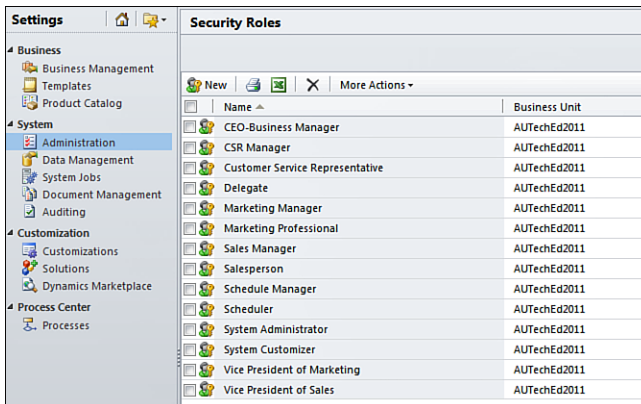 Settings
Business
Business Management
Templates
Product Catalog
System
Administration
Data Management
System Jobs
Document Management
Auditing
Customization
Customizations
Solutions
Dynamics Marketplace
Process Center
Processes
Security Roles
New More Actions
Name Business Unit
CEO-Business Manager AUTechEd2011
CSR Manager AUTechEd2011
Customer Service Representative AUTechEd2011
Delegate AUTechEd2011
Marketing Manager AUTechEd2011
Marketing Professional AUTechEd2011
Sales Manager AUTechEd2011
Salesperson AUTechEd2011
Schedule Manager AUTechEd2011
Scheduler AUTechEd2011
System Administrator AUTechEd2011
System Customizer AUTechEd2011
Vice President of Marketing AUTechEd2011
Vice President of Sales AUTechEd2011